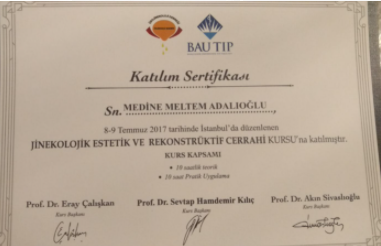 BAU TIP
Katılım Sertifikası
Sn. MEDİNE MELTEM ADALIOĞLU
8-9 Temmuz 2017 tarihinde İstanbul'da düzenlenen
JİNEKOLOJİK ESTETİK VE REKONSTRÜKTİF CERRAHİ KURSU'na katılmıştır.
KURS KAPSAMI
• 10 saatlik teorik
• 10 saat Pratik Uygulama
Prof. Dr. Eray Çalışkan Prof. Dr. Sevtap Hamdemir Kılıç Prof. Dr. Akın Sivaslıoğlu
Kurs Başkanı Kurs Başkanı Kurs Başkanı